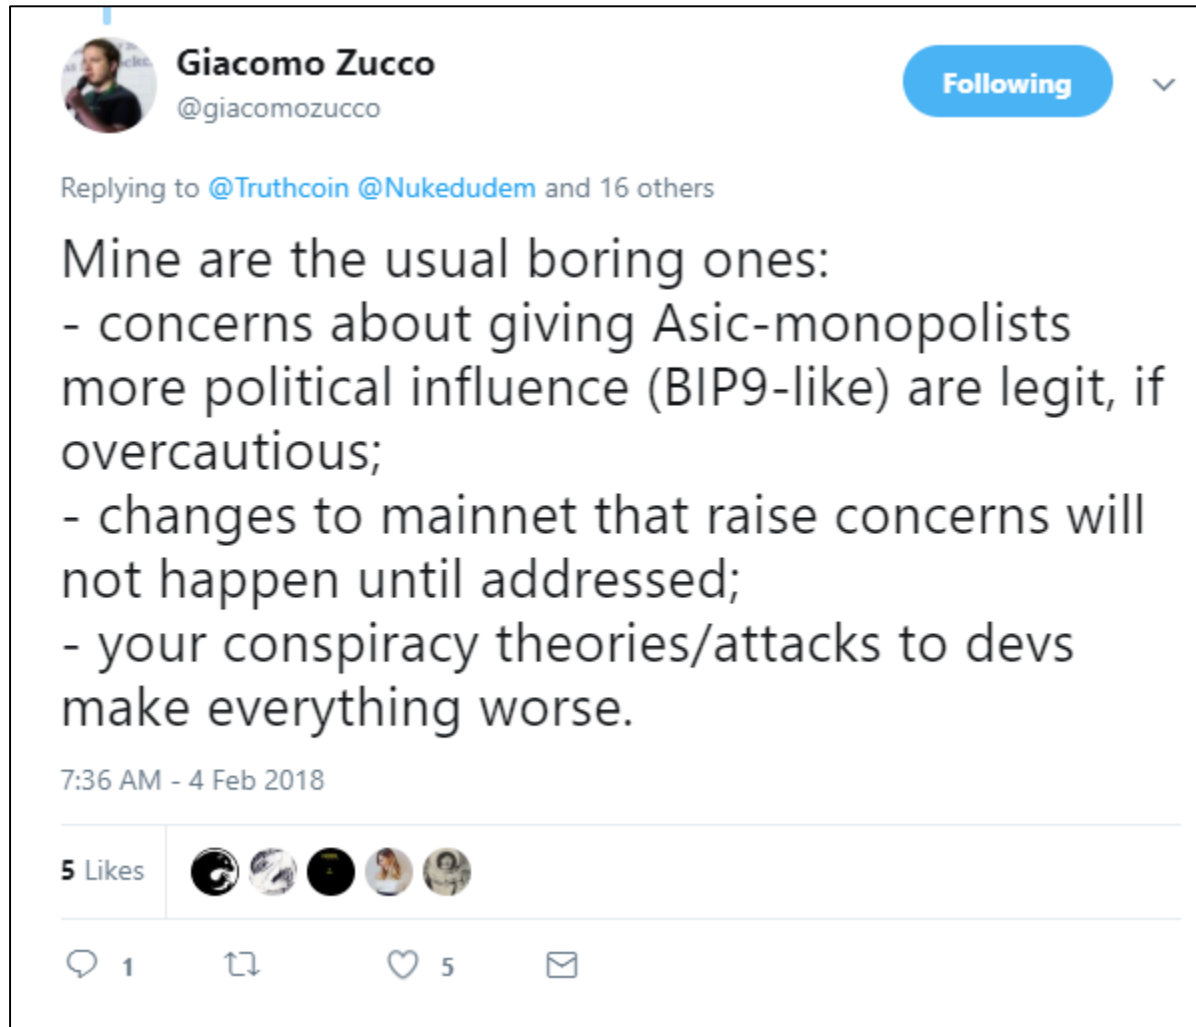 Giacomo Zucco
@giacomozucco
Following
Replying to @Truthcoin @Nukedudem and 16 others
Mine are the usual boring ones:
- concerns about giving Asic-monopolists
more political influence (BIP9-like) are legit, if
overcautious;
- changes to mainnet that raise concerns will
not happen until addressed;
- your conspiracy theories/attacks to devs
make everything worse.
7:36 AM - 4 Feb 2018
5 Likes
1
5